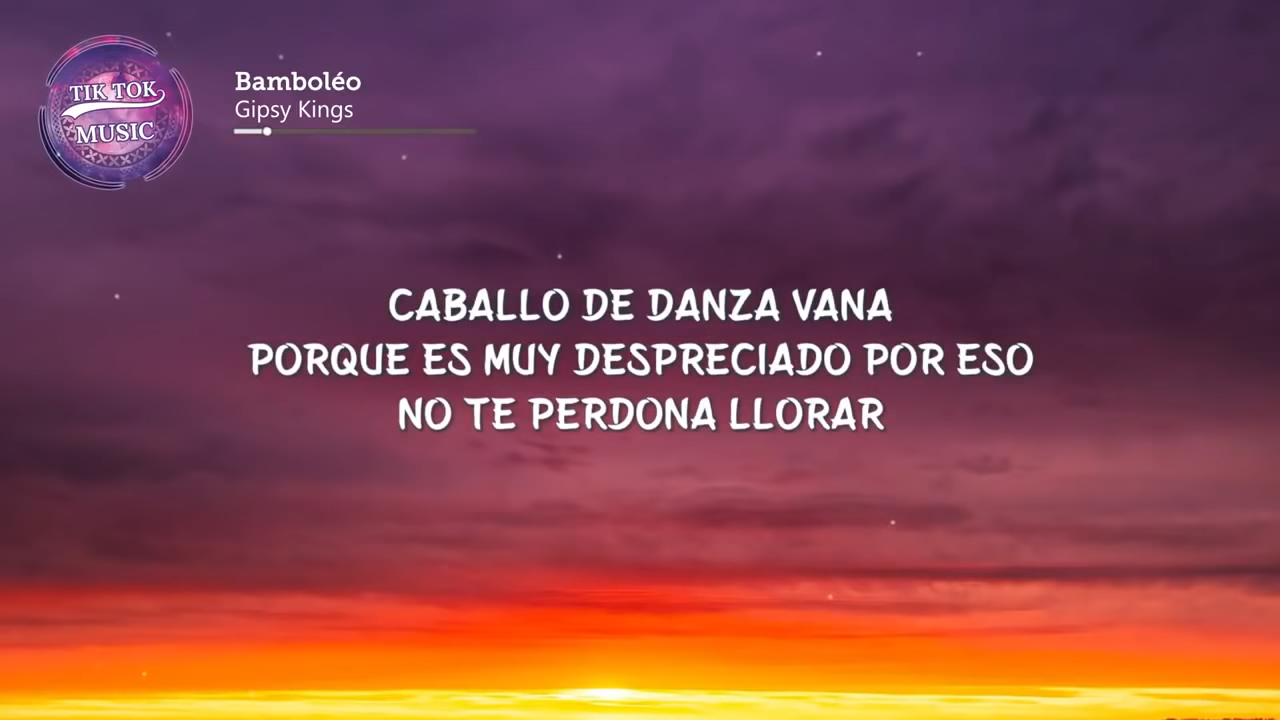 TIK TOK
MUSIC
Bamboléo
Gipsy Kings
CABALLO DE DANZA VANA
PORQUE ES MUY DESPRECIADO POR ESO
NO TE PERDONA LLORAR